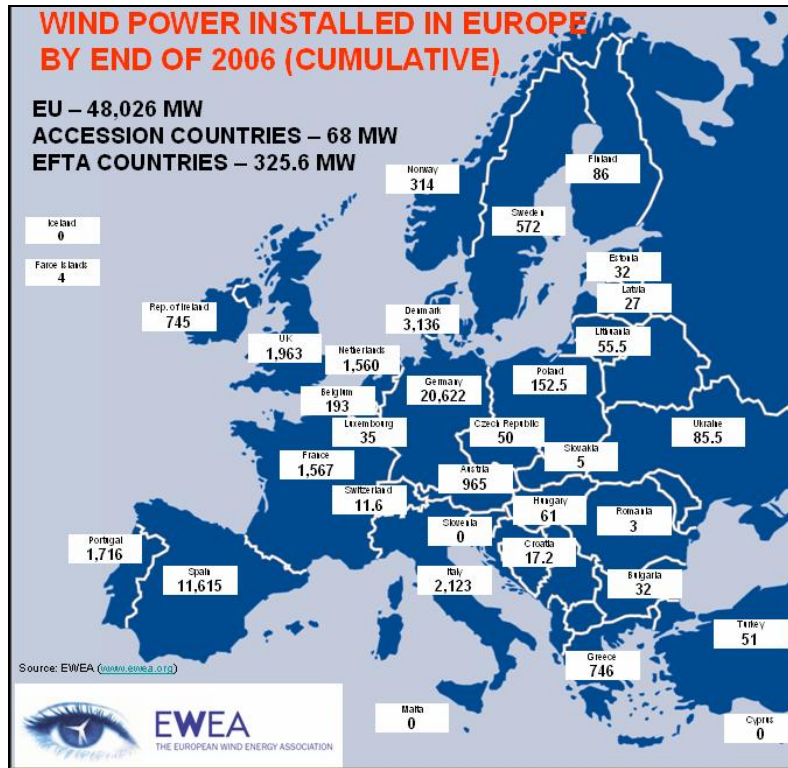 WIND POWER INSTALLED IN EUROPE
BY END OF 2006 (CUMULATIVE)
EU – 48,026 MW
ACCESSION COUNTRIES – 68 MW
EFTA COUNTRIES – 325.6 MW
Norway
314
Finland
86
Sweden
572
Iceland
0
Faroe Islands
4
Estonia
32
Latvia
27
Rep. of Ireland
745
Denmark
3,136
Lithuania
55.5
UK
1,963
Netherlands
1,560
Germany
20,622
Poland
152.5
Belgium
193
Luxembourg
35
Czech Republic
50
Ukraine
85.5
Slovakia
5
France
1,567
Austria
965
Switzerland
11.6
Hungary
61
Romania
3
Slovenia
0
Croatia
17.2
Portugal
1,716
Spain
11,615
Italy
2,123
Bulgaria
32
Turkey
51
Greece
746
Malta
0
Cyprus
0
Source: EWEA (www.ewea.org)
EWEA
THE EUROPEAN WIND ENERGY ASSOCIATION